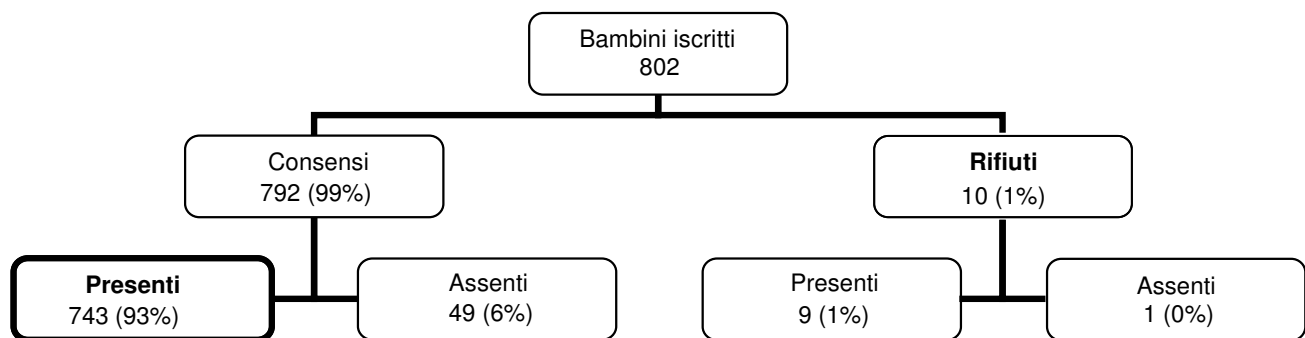 Bambini iscritti
802
Consensi
792 (99%)
Rifiuti
10 (1%)
Presenti
743 (93%)
Assenti
49 (6%)
Presenti
9 (1%)
Assenti
1 (0%)